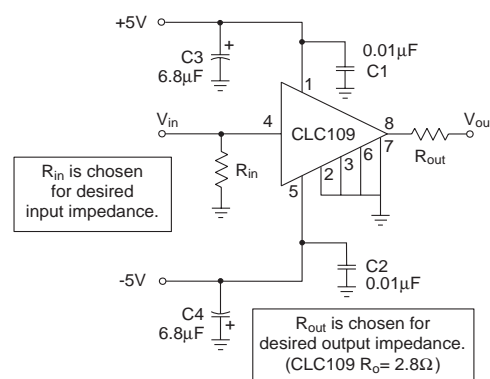 +5V
C3
+
6.8µF
0.01µF
C1
1
Vin
4
CLC109
8
Vou
7
6
3
2
5
Rin
Rout
Rin is chosen
for desired
input impedance.
-5V
C2
0.01µF
C4
6.8µF
+
Rout is chosen for
desired output impedance.
(CLC109 Ro= 2.8Ω)